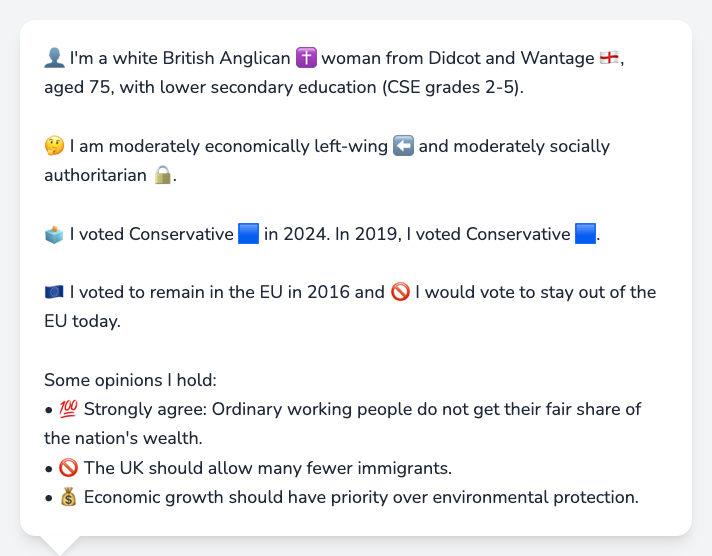 👤 I'm a white British Anglican ✝️ woman from Didcot and Wantage 🏴󠁧󠁢󠁥󠁮󠁧󠁿,
aged 75, with lower secondary education (CSE grades 2-5).
🤔 I am moderately economically left-wing ⬅️ and moderately socially
authoritarian 🔒.
🗳️ I voted Conservative 🟦 in 2024. In 2019, I voted Conservative 🟦.
🇪🇺 I voted to remain in the EU in 2016 and 🚫 I would vote to stay out of the
EU today.
Some opinions I hold:
• 💯 Strongly agree: Ordinary working people do not get their fair share of
the nation's wealth.
• 🚫 The UK should allow many fewer immigrants.
• 💰 Economic growth should have priority over environmental protection.